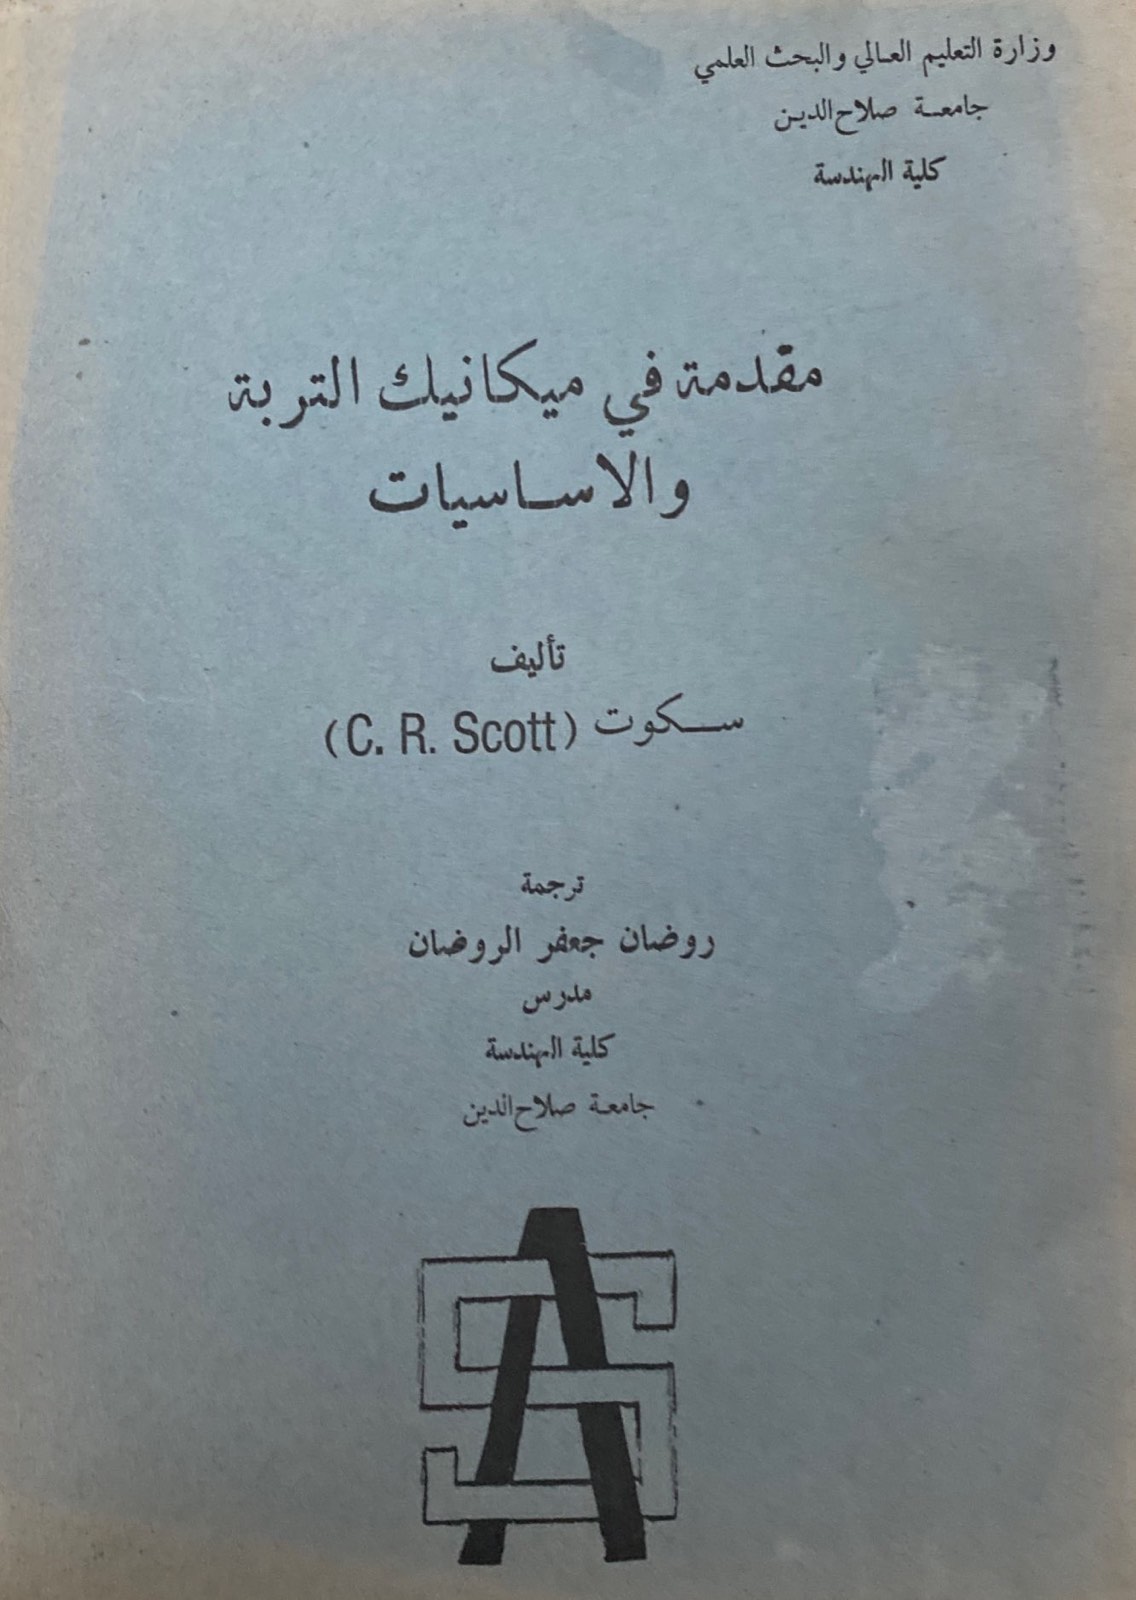 وزارة التعليم العالي والبحث العلمي
جامعة صلاح الدين
كلية الهندسة
مقدمة في ميكانيك التربة
والاساسيات
تأليف
سكوت (C. R. Scott)
ترجمة
روضان جعفر الروضان
مدرس
كلية الهندسة
جامعة صلاح الدين